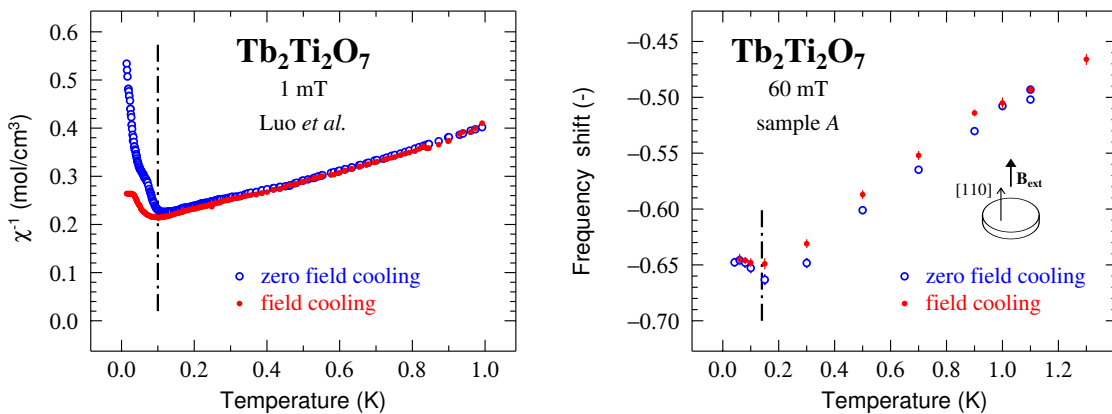 Tb2Ti2O7
1 mT
Luo et al.
zero field cooling
field cooling
χ-1 (mol/cm3)
0.6
0.5
0.4
0.3
0.2
0.1
0.0
0.0 0.2 0.4 0.6 0.8 1.0
Temperature (K)
Tb2Ti2O7
60 mT
sample A
[110]
Bext
zero field cooling
field cooling
Frequency shift (-)
−0.45
−0.50
−0.55
−0.60
−0.65
−0.70
0.0 0.2 0.4 0.6 0.8 1.0 1.2
Temperature (K)